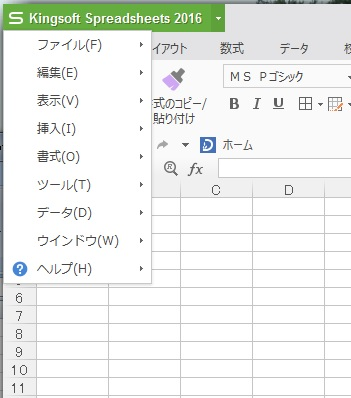 S Kingsoft Spreadsheets 2016
ファイル(F)
編集(E)
表示(V)
挿入(I)
書式(O)
ツール(T)
データ(D)
ウインドウ(W)
ヘルプ(H)
イアウト 数式 データ
式のコピー/
貼り付け
ＭＳ Ｐゴシック
B I U
ホーム
fx
C D
6
7
8
9
10
11